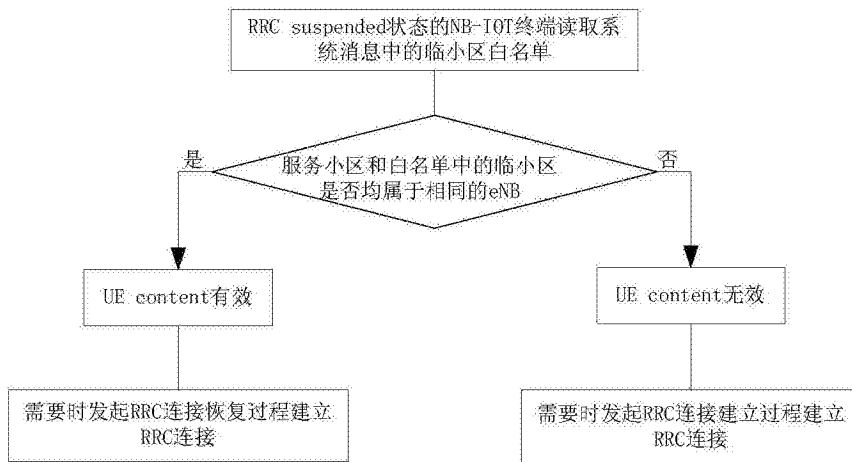 RRC suspended状态的NB-IOT终端读取系
统消息中的临小区白名单
是
服务小区和白名单中的临小区
是否均属于相同的eNB
否
UE content有效
UE content无效
需要时发起RRC连接恢复过程建立
RRC连接
需要时发起RRC连接建立过程建立
RRC连接